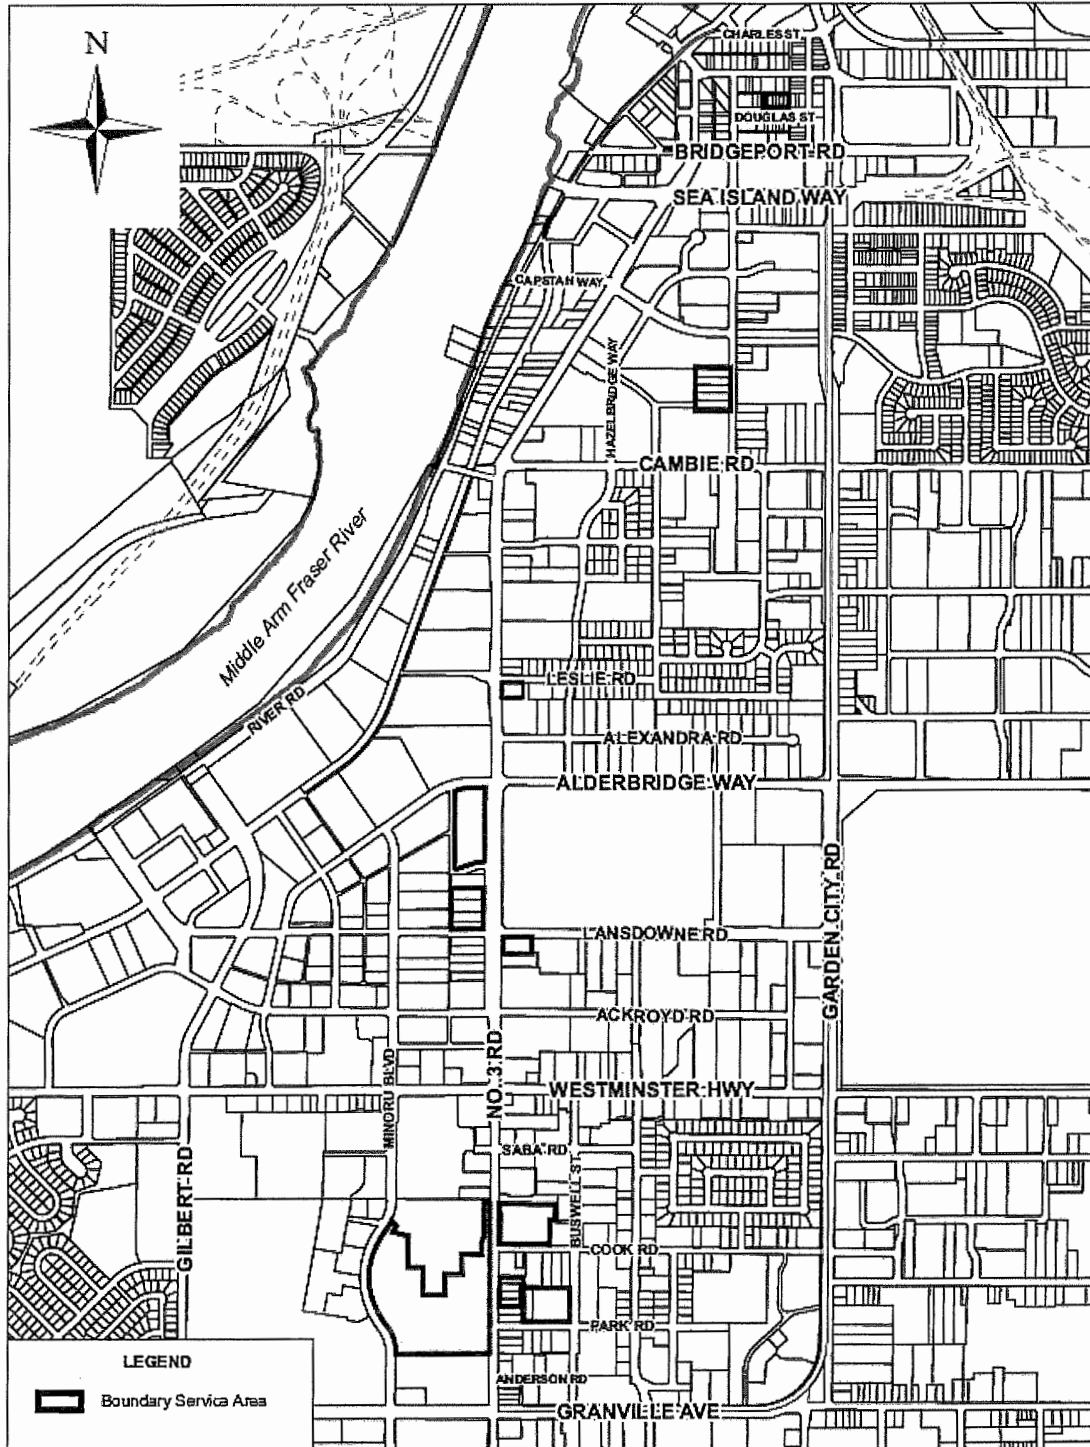 N
CHARLES ST
DOUGLAS ST
BRIDGEPORT RD
SEA ISLAND WAY
CAPSTAN WAY
HAZELBRIDGE WAY
CAMBIE RD
Middle Arm Fraser River
LESLIE RD
RIVER RD
ALEXANDRA RD
ALDERBRIDGE WAY
GARDEN CITY RD
LANSDOWNE RD
ACKROYD RD
NO. 3 RD
MINORU BLVD
WESTMINSTER HWY
SABA RD
GILBERT RD
BUSWELL ST
COOK RD
PARK RD
LEGEND
ANDERSON RD
Boundary Service Area
GRANVILLE AVE